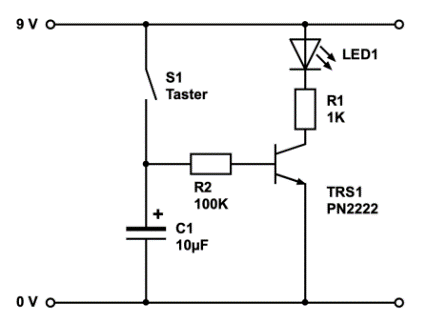 9 V
LED1
S1
Taster
R1
1K
R2
100K
TRS1
PN2222
+
C1
10µF
0 V